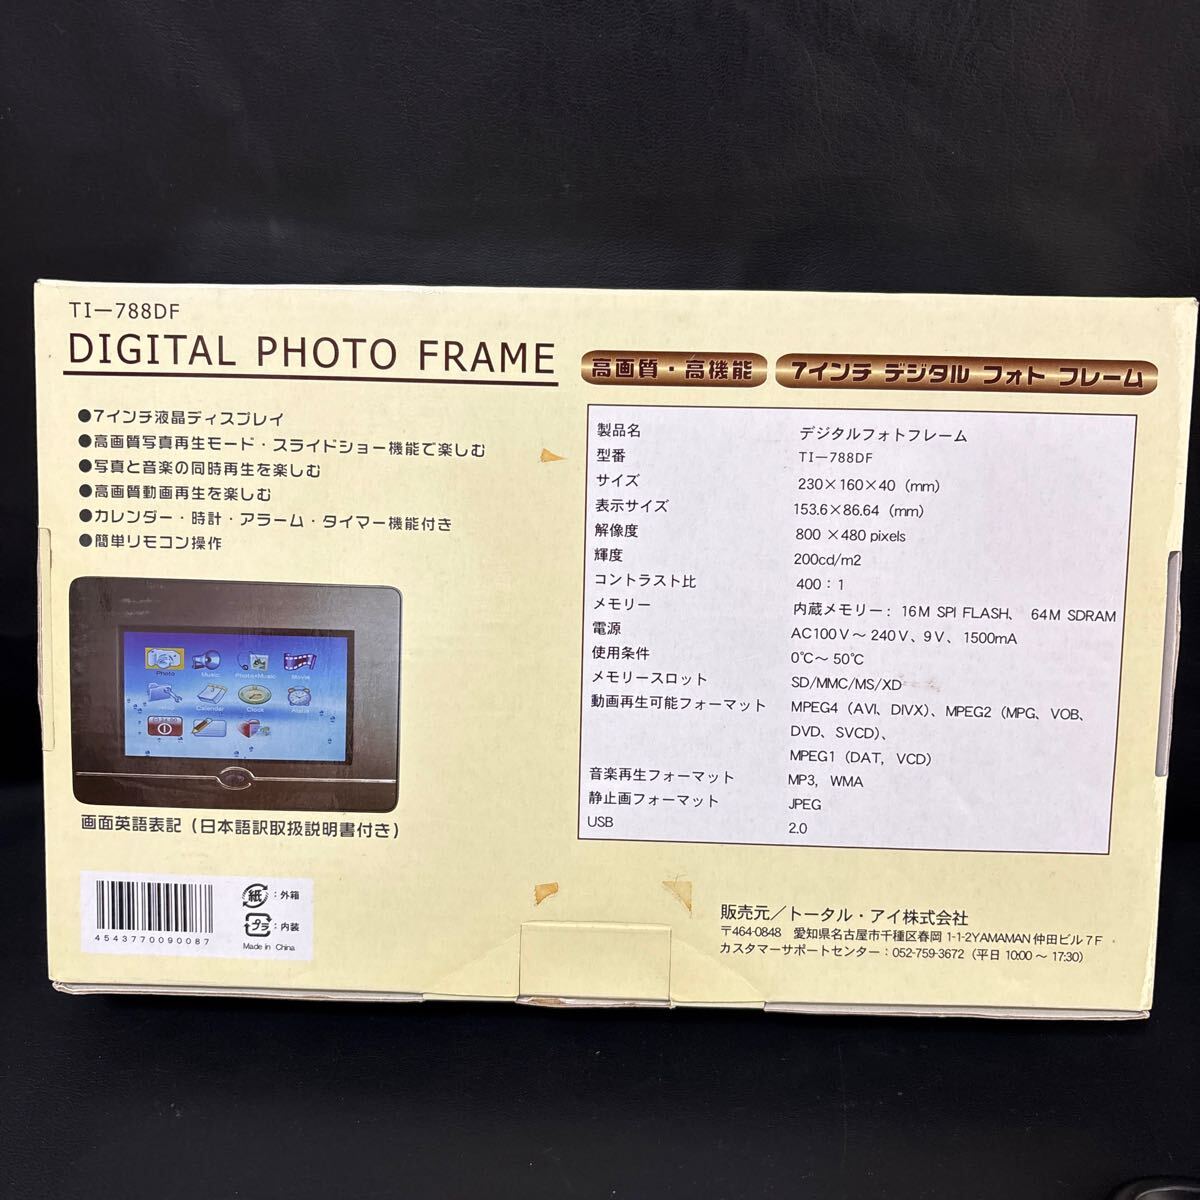 TI－788DF
DIGITAL PHOTO FRAME
●7インチ液晶ディスプレイ
●高画質写真再生モード・スライドショー機能で楽しむ
●写真と音楽の同時再生を楽しむ
●高画質動画再生を楽しむ
●カレンダー・時計・アラーム・タイマー機能付き
●簡単リモコン操作
Photo Music Photo+Music Movie
Calendar Clock
画面英語表記（日本語訳取扱説明書付き）
4543770090087
紙：外箱
プラ：内装
Made in China
高画質・高機能
7インチ デジタル フォト フレーム
製品名 デジタルフォトフレーム
型番 TI－788DF
サイズ 230×160×40（mm）
表示サイズ 153.6×86.64（mm）
解像度 800 ×480 pixels
輝度 200cd/m2
コントラスト比 400：1
メモリー 内蔵メモリー：16M SPI FLASH、 64M SDRAM
電源 AC100V～240V、9V、1500mA
使用条件 0℃～50℃
メモリースロット SD/MMC/MS/XD
動画再生可能フォーマット MPEG4（AVI、DIVX）、MPEG2（MPG、VOB、
DVD、SVCD）、
MPEG1（DAT，VCD）
音楽再生フォーマット MP3，WMA
静止画フォーマット JPEG
USB 2.0
販売元／トータル・アイ株式会社
〒464-0848 愛知県名古屋市千種区春岡 1-1-2YAMAMAN 仲田ビル 7F
カスタマーサポートセンター：052-759-3672（平日 10:00 ～ 17:30）